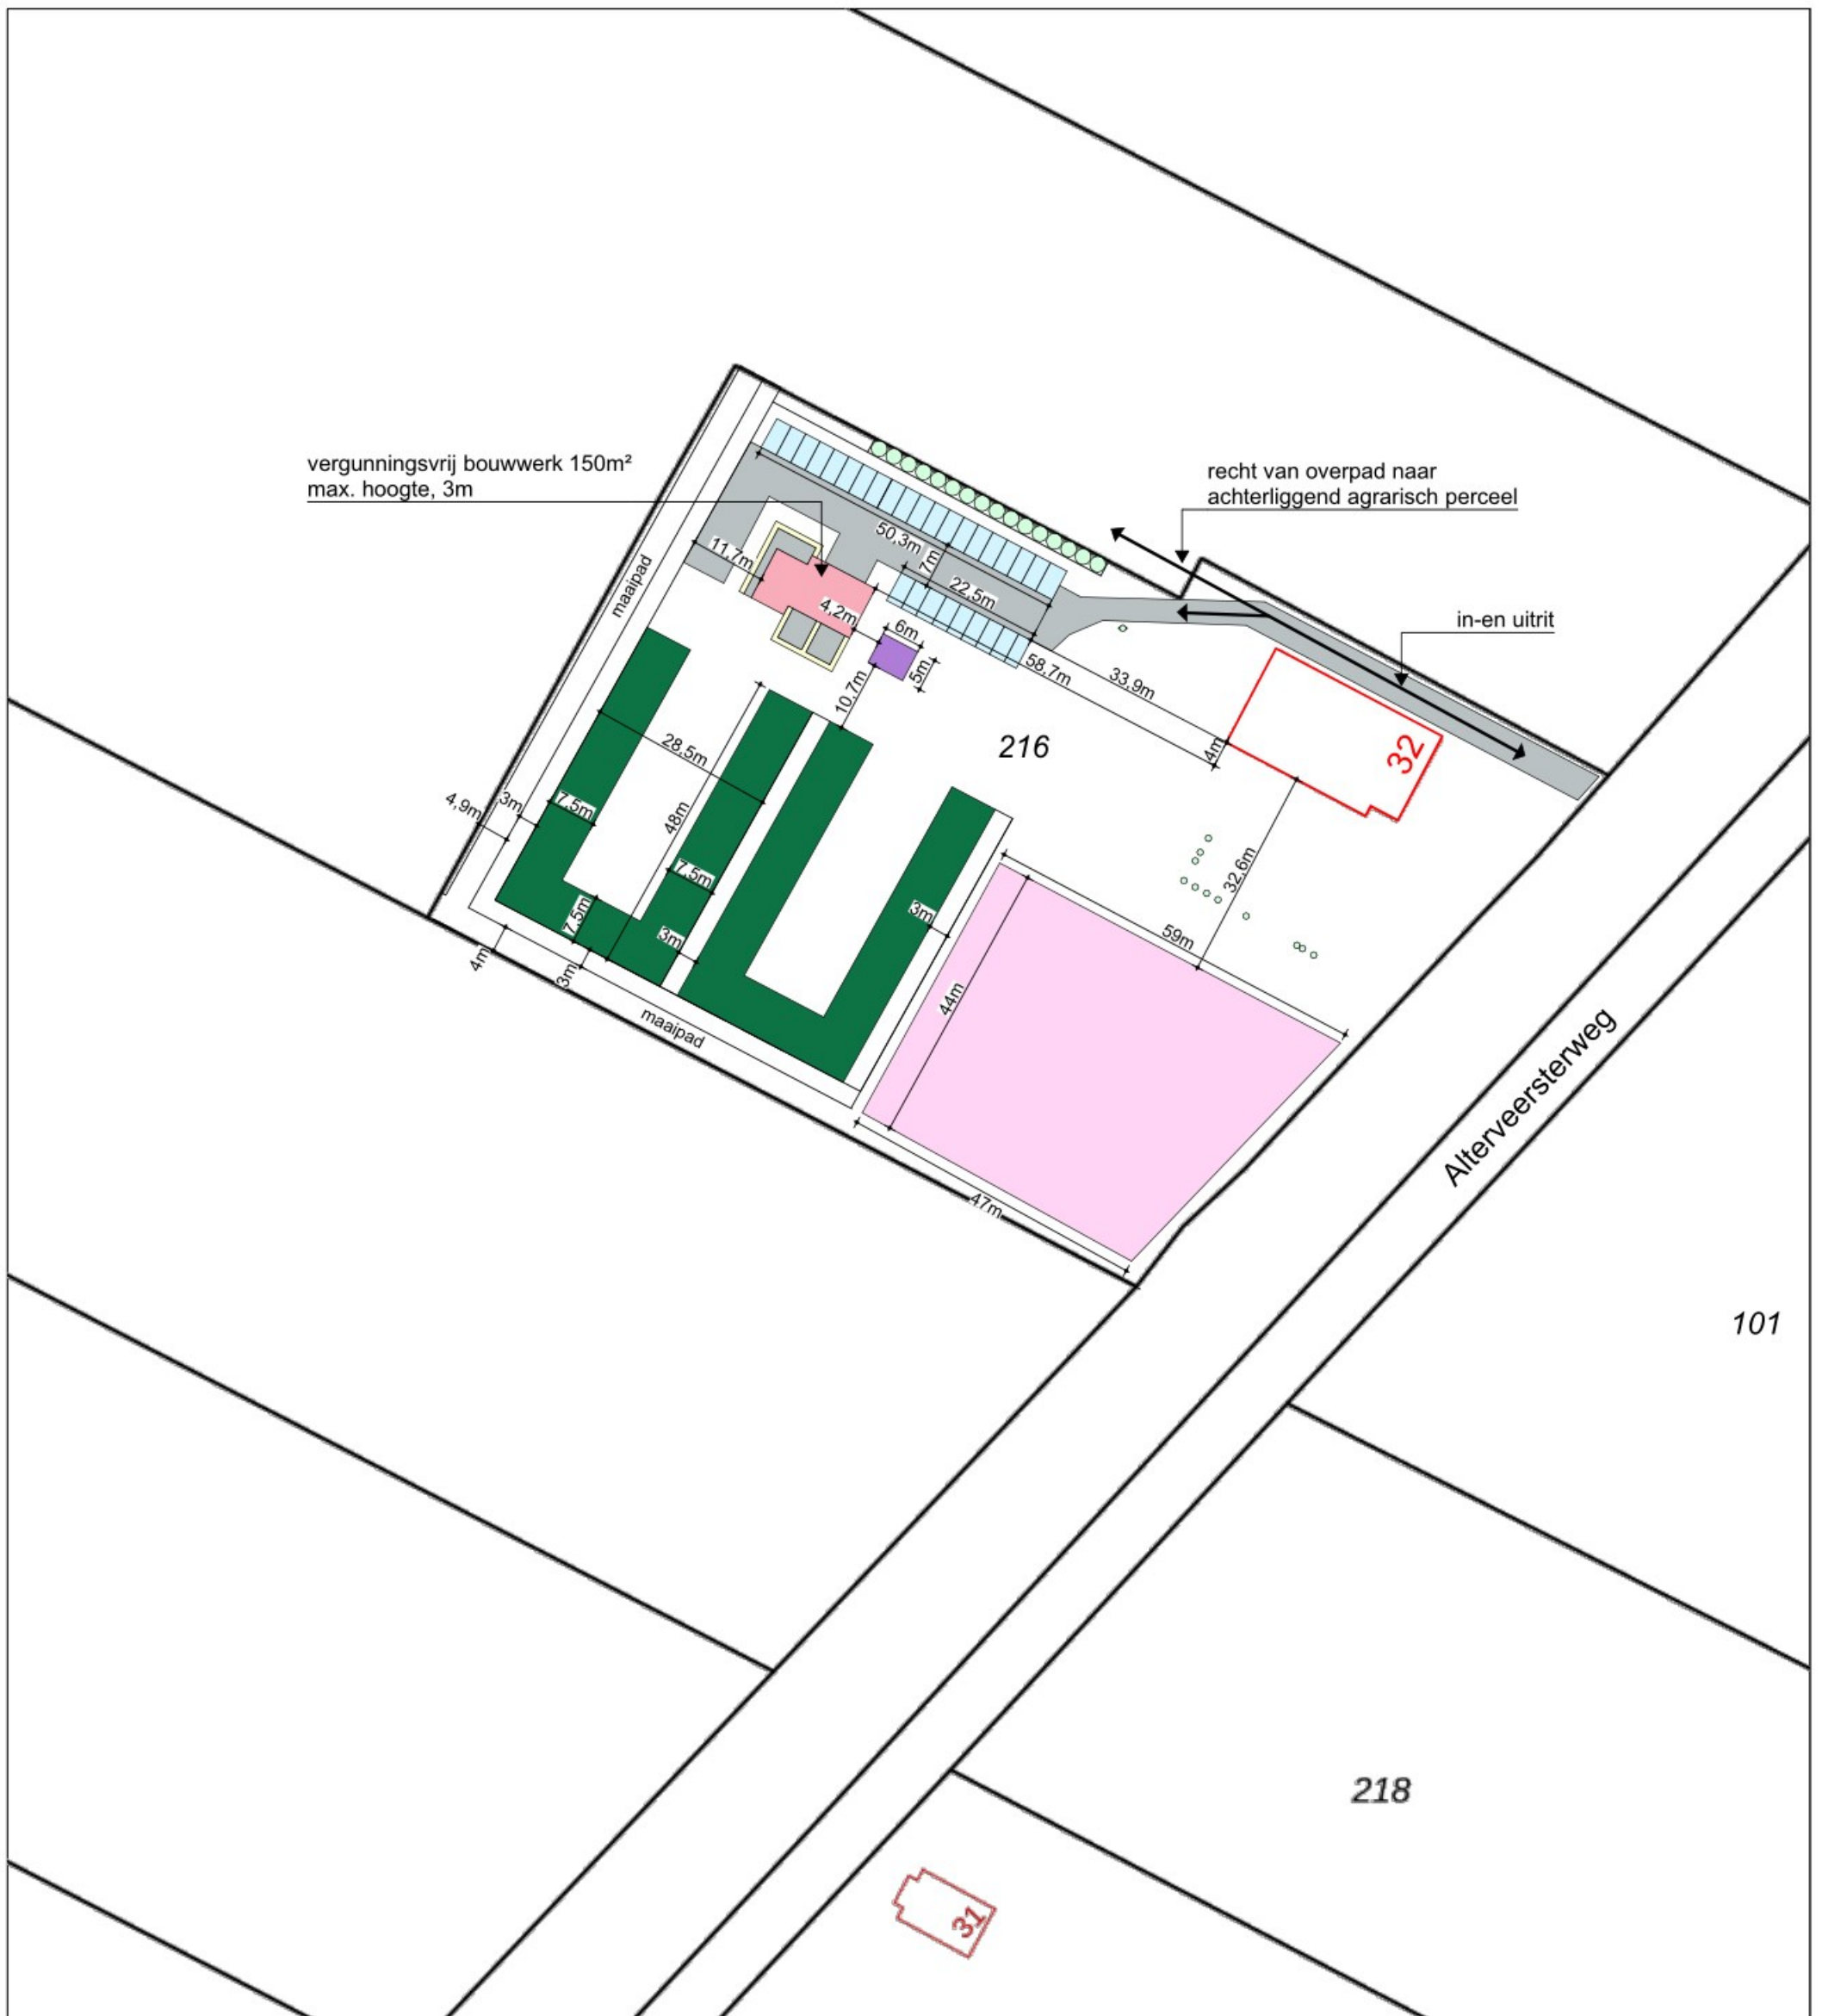 vergunningsvrij bouwwerk 150m²
max. hoogte, 3m
recht van overpad naar
achterliggend agrarisch perceel
in-en uitrit
maaipad
50,3m
7m
22,5m
11,7m
4,2m
6m
5m
10,7m
58,7m
33,9m
4m
32
216
28,5m
48m
4,9m
3m
7,5m
7,5m
7,5m
3m
3m
4m
3m
maaipad
32,6m
59m
44m
47m
Alterveersterweg
101
218
31